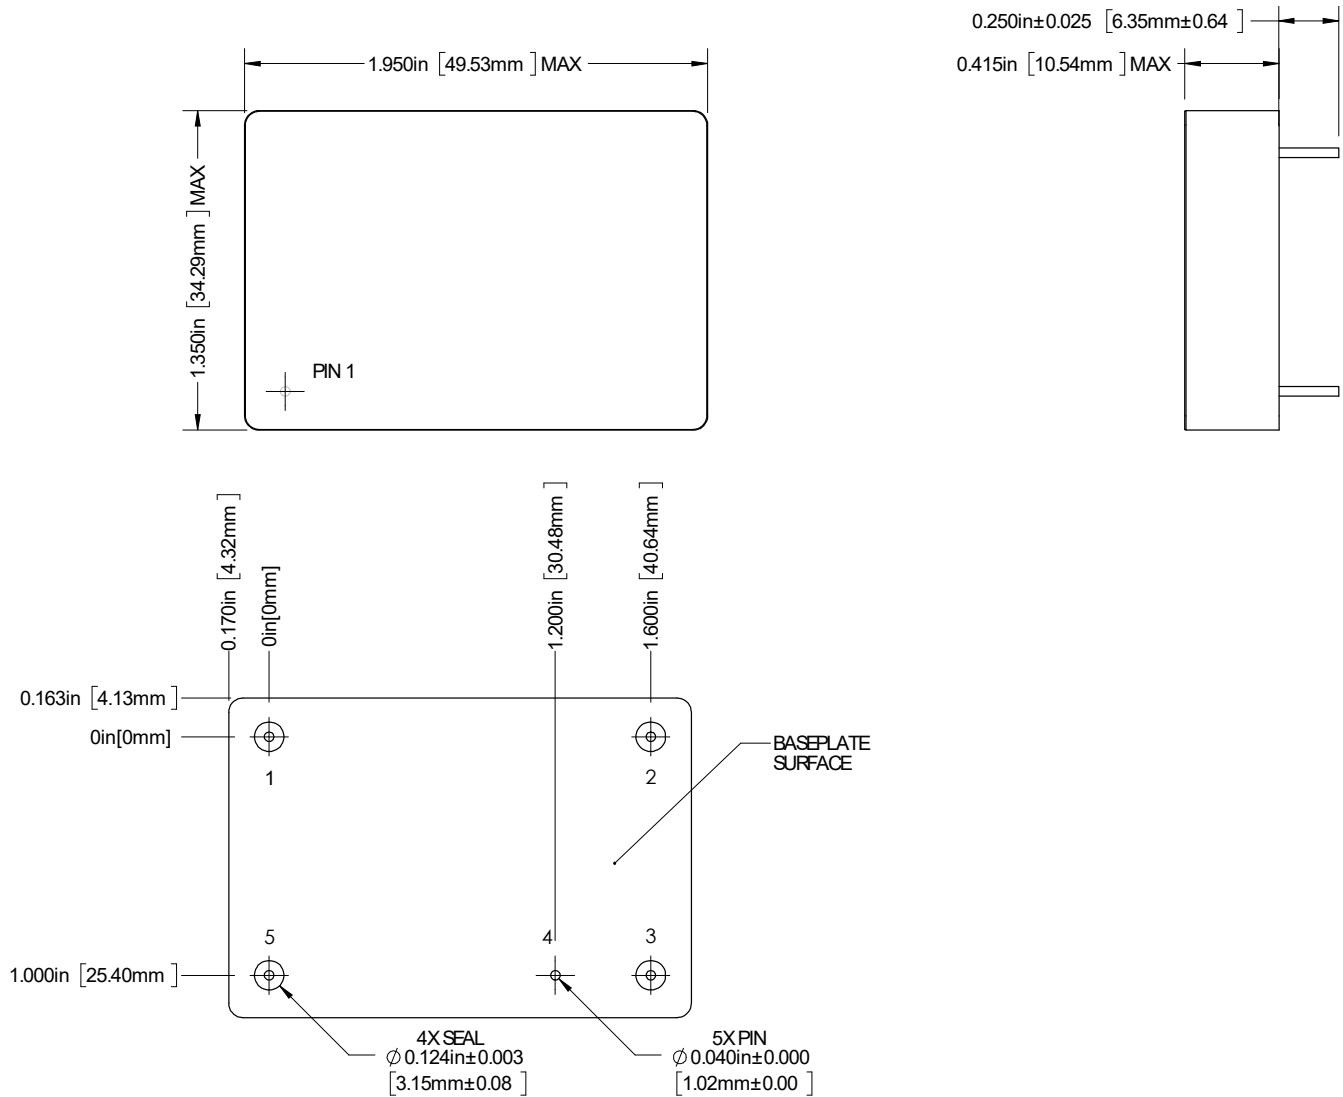 0.250in±0.025 [6.35mm±0.64 ]
1.950in [49.53mm ] MAX
0.415in [10.54mm ] MAX
1.350in [34.29mm ] MAX
PIN 1
0.170in [4.32mm ]
0in[0mm]
1.200in [30.48mm ]
1.600in [40.64mm ]
0.163in [4.13mm ]
0in[0mm]
1
2
BASEPLATE
SURFACE
5
4
3
1.000in [25.40mm ]
4X SEAL
∅0.124in±0.003
[3.15mm±0.08 ]
5X PIN
∅0.040in±0.000
[1.02mm±0.00 ]